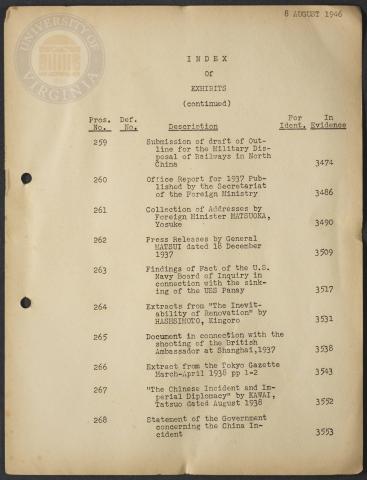 8 AUGUST 1946
UNIVERSITY OF VIRGINIA
I N D E X
Of
EXHIBITS
(continued)
Pros. Def. For In
No. No. Description Ident. Evidence
259 Submission of draft of Out-
line for the Military Dis-
posal of Railways in North
China 3474
260 Office Report for 1937 Pub-
lished by the Secretariat
of the Foreign Ministry 3486
261 Collection of Addresses by
Foreign Minister MATSUOKA,
Yosuke 3490
262 Press Releases by General
MATSUI dated 18 December
1937 3509
263 Findings of Fact of the U.S.
Navy Board of Inquiry in
connection with the sink-
ing of the USS Panay 3517
264 Extracts from "The Inevit-
ability of Renovation" by
HASHSIMOTO, Kingoro 3531
265 Document in connection with the
shooting of the British
Ambassador at Shanghai,1937 3538
266 Extract from the Tokyo Gazette
March-April 1938 pp 1-2 3543
267 "The Chinese Incident and Im-
perial Diplomacy" by KAWAI,
Tatsuo dated August 1938 3552
268 Statement of the Government
concerning the China In-
cident 3553